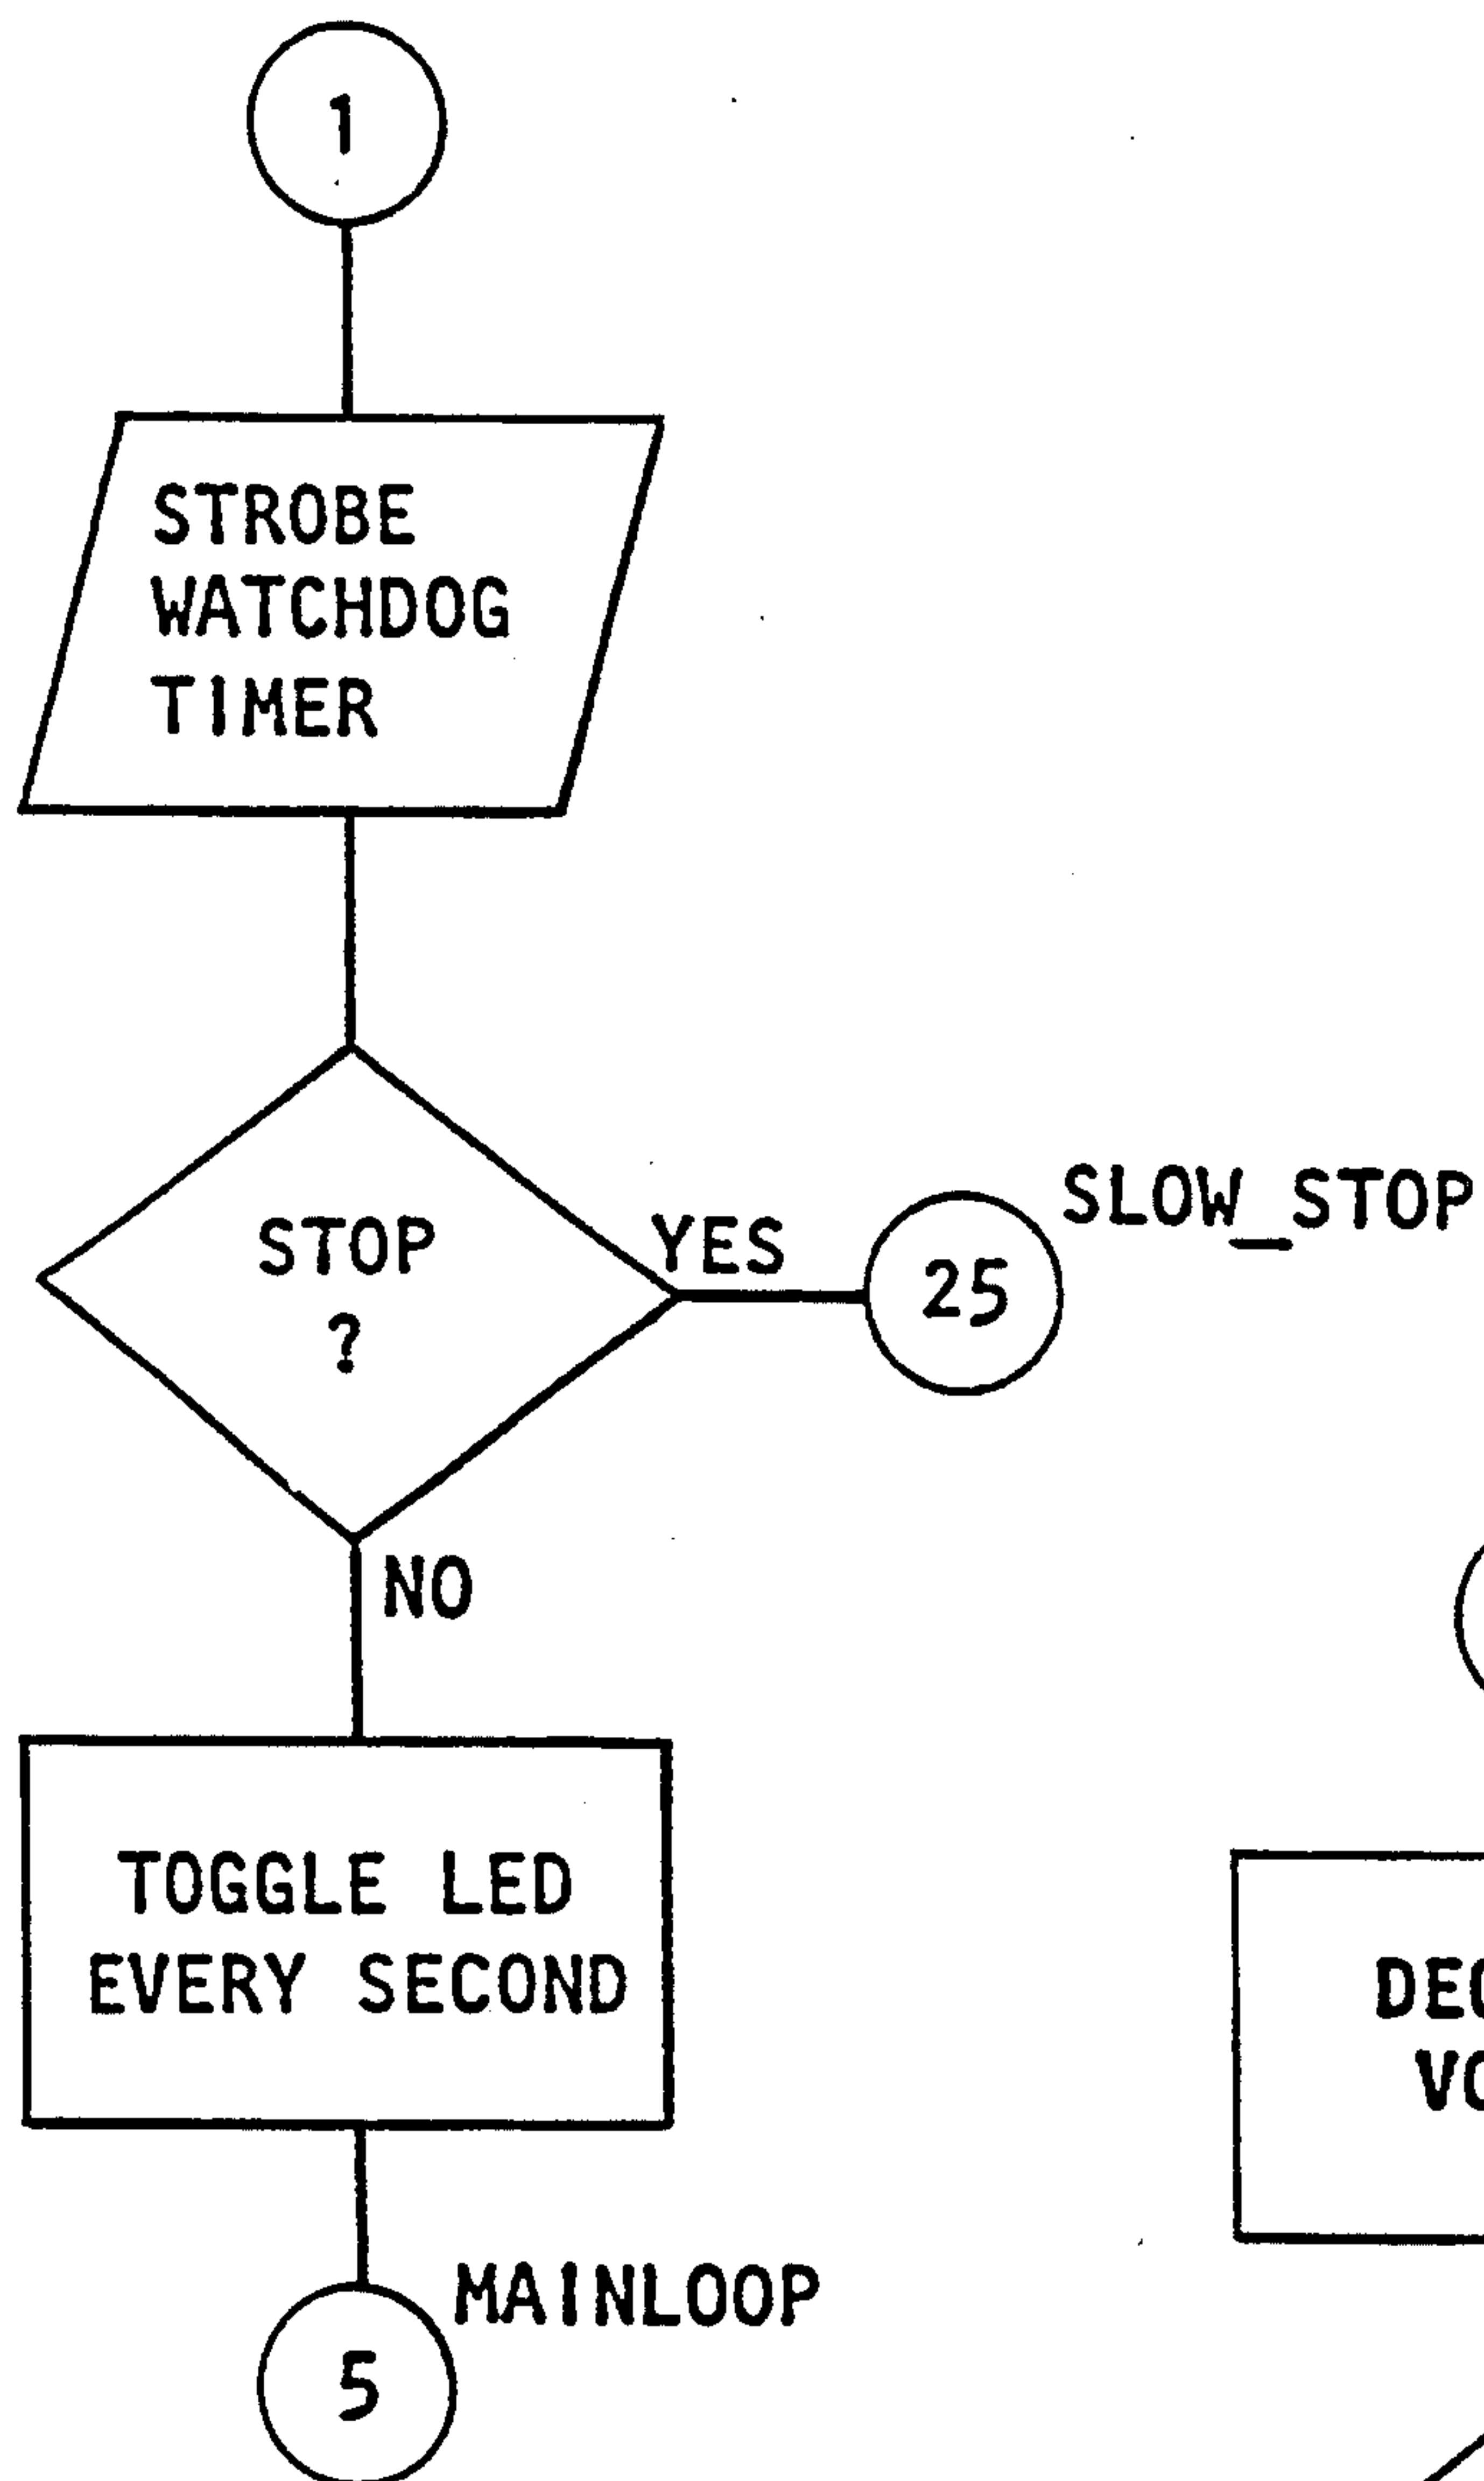 1
STROBE
WATCHDOG
TIMER
STOP
?
YES
25
SLOW_STOP
NO
TOGGLE LED
EVERY SECOND
MAINLOOP
5